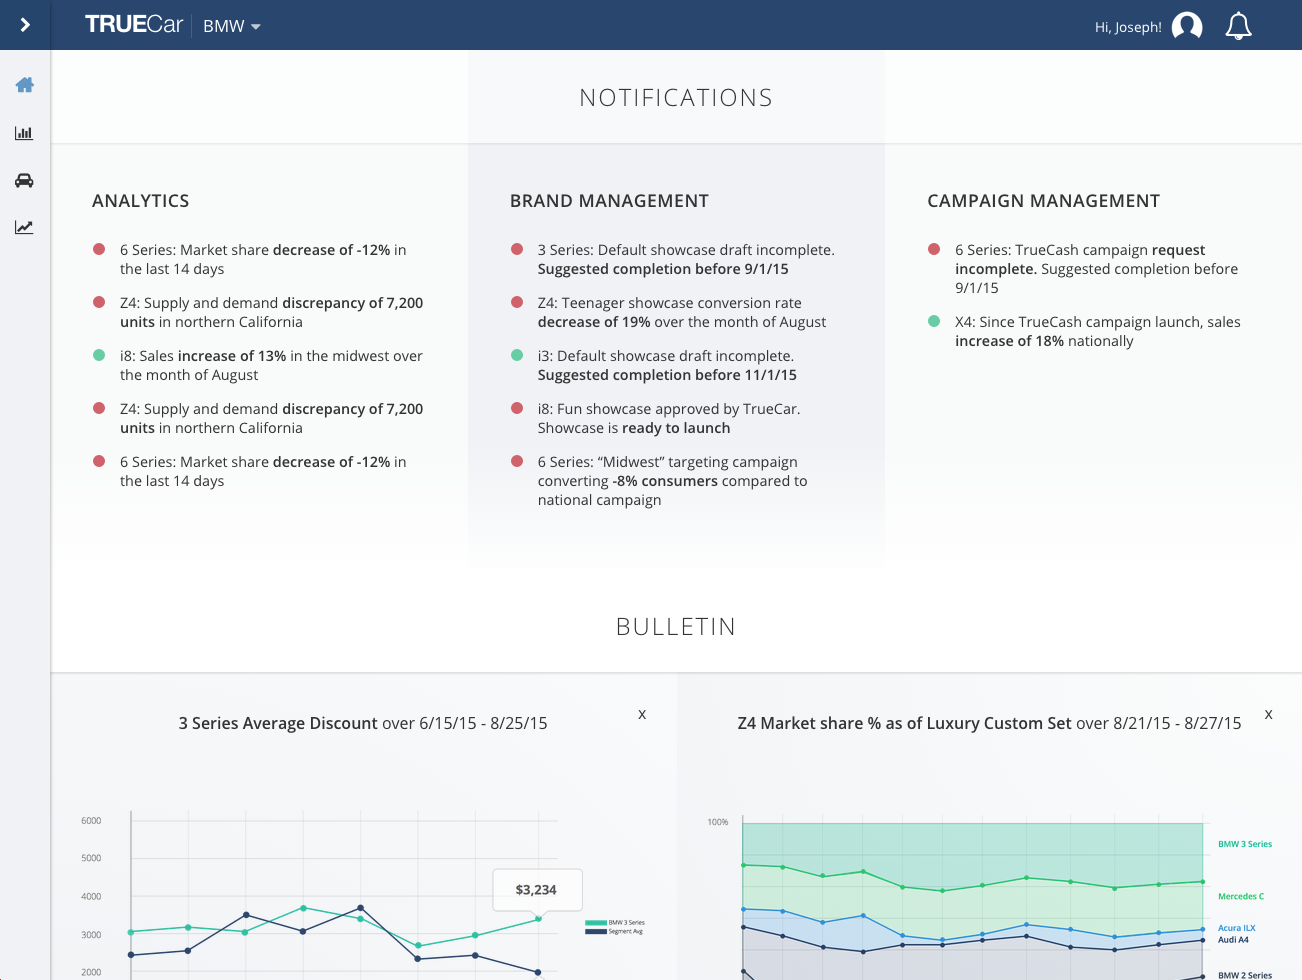 TRUECar BMW
Hi, Joseph!
NOTIFICATIONS
ANALYTICS
6 Series: Market share decrease of -12% in
the last 14 days
Z4: Supply and demand discrepancy of 7,200
units in northern California
i8: Sales increase of 13% in the midwest over
the month of August
Z4: Supply and demand discrepancy of 7,200
units in northern California
6 Series: Market share decrease of -12% in
the last 14 days
BRAND MANAGEMENT
3 Series: Default showcase draft incomplete.
Suggested completion before 9/1/15
Z4: Teenager showcase conversion rate
decrease of 19% over the month of August
i3: Default showcase draft incomplete.
Suggested completion before 11/1/15
i8: Fun showcase approved by TrueCar.
Showcase is ready to launch
6 Series: “Midwest” targeting campaign
converting -8% consumers compared to
national campaign
CAMPAIGN MANAGEMENT
6 Series: TrueCash campaign request
incomplete. Suggested completion before
9/1/15
X4: Since TrueCash campaign launch, sales
increase of 18% nationally
BULLETIN
3 Series Average Discount over 6/15/15 - 8/25/15
x
6000
5000
4000
3000
2000
$3,234
BMW 3 Series
Segment Avg
Z4 Market share % as of Luxury Custom Set over 8/21/15 - 8/27/15
x
100%
BMW 3 Series
Mercedes C
Acura ILX
Audi A4
BMW 2 Series